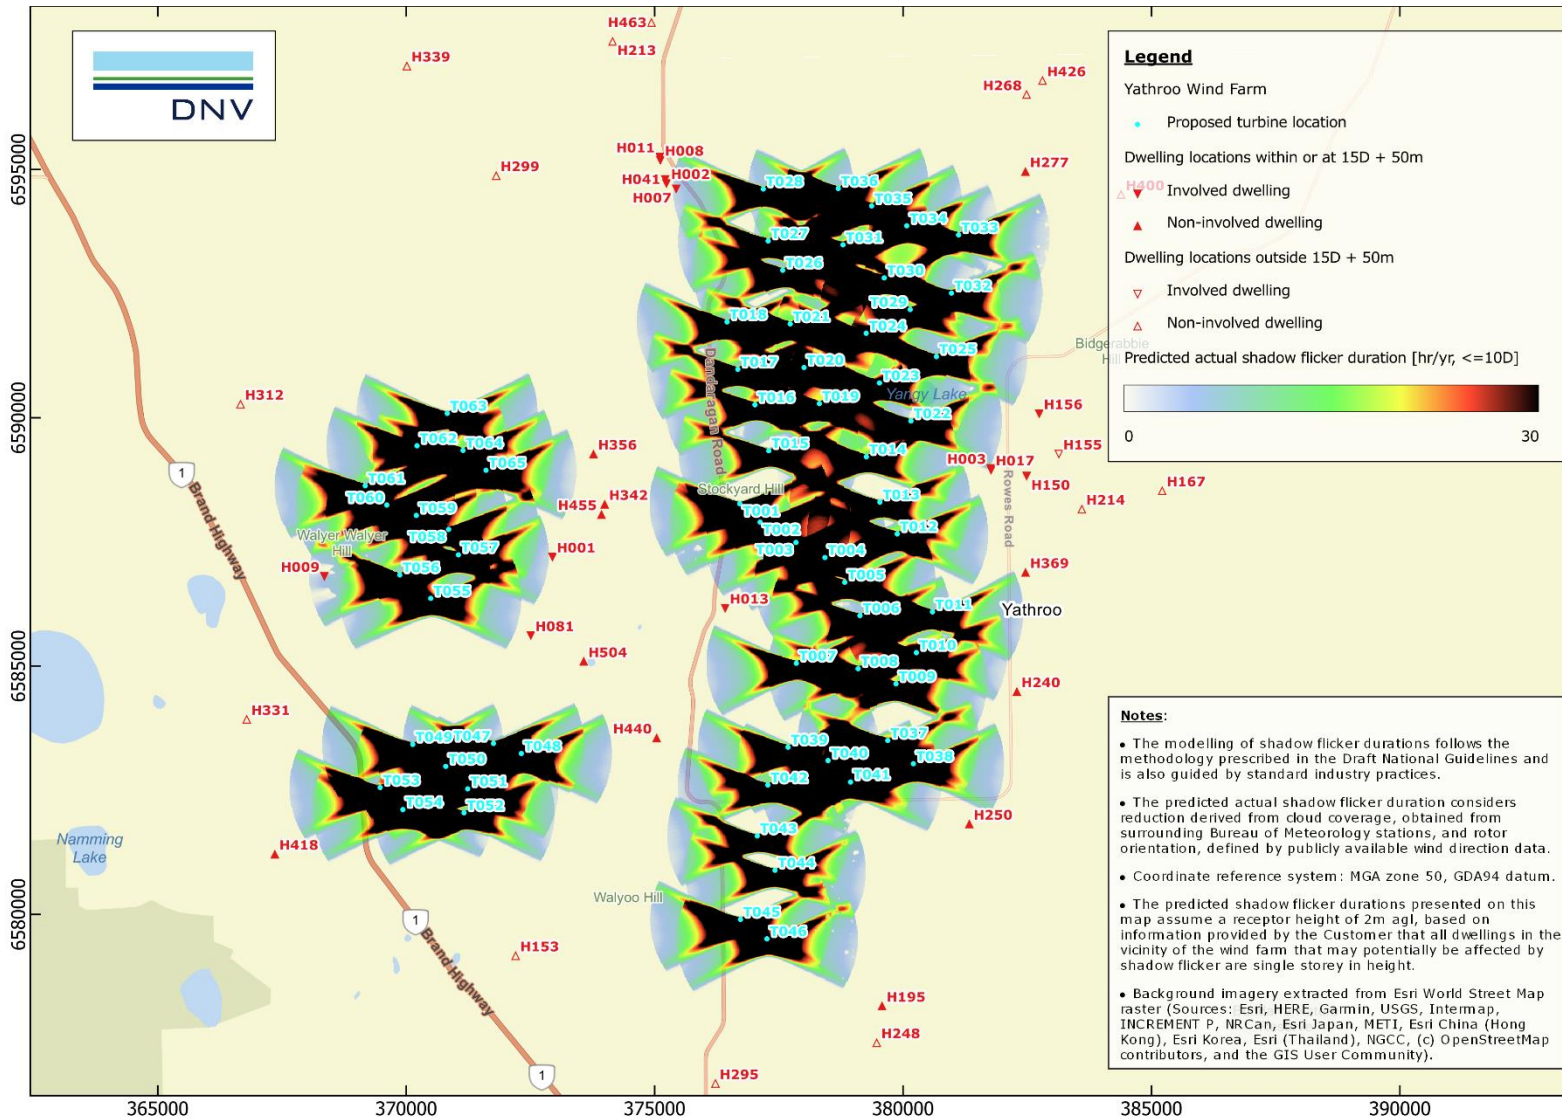 DNV
H463
H213
H339
H426
H268
H011
H008
H299
H041
H002
H007
H277
H400
T028
T036
T035
T034
T033
T027
T031
T026
T030
T032
T029
T018
T021
T024
T025
T017
T020
T023
T016
T019
Yangy Lake
T022
T015
T014
Dandaragan Road
Bidgerabbie
Hill
H312
T063
T062
T064
T065
T061
T060
T059
T058
T057
T056
T055
H356
H455
H342
H001
H009
Walyer Walyer
Hill
Stockyard Hill
T001
T002
T003
T013
T012
T004
T005
T006
T011
T010
T007
T008
T009
H156
H155
H003
H017
H150
H214
H167
Rowes Road
H369
Yathroo
H013
H081
H504
H240
H331
H440
T049
T047
T048
T050
T053
T051
T054
T052
T039
T037
T040
T038
T042
T041
T043
T044
T045
T046
H250
H418
Namming
Lake
Walyoo Hill
H153
H195
H248
H295
1
Brand Highway
1
Brand Highway
1
6595000
6590000
6585000
6580000
365000
370000
375000
380000
385000
390000
Legend
Yathroo Wind Farm
Proposed turbine location
Dwelling locations within or at 15D + 50m
Involved dwelling
Non-involved dwelling
Dwelling locations outside 15D + 50m
Involved dwelling
Non-involved dwelling
Predicted actual shadow flicker duration [hr/yr, <=10D]
0
30
Notes:
• The modelling of shadow flicker durations follows the
methodology prescribed in the Draft National Guidelines and
is also guided by standard industry practices.
• The predicted actual shadow flicker duration considers
reduction derived from cloud coverage, obtained from
surrounding Bureau of Meteorology stations, and rotor
orientation, defined by publicly available wind direction data.
• Coordinate reference system: MGA zone 50, GDA94 datum.
• The predicted shadow flicker durations presented on this
map assume a receptor height of 2m agl, based on
information provided by the Customer that all dwellings in the
vicinity of the wind farm that may potentially be affected by
shadow flicker are single storey in height.
• Background imagery extracted from Esri World Street Map
raster (Sources: Esri, HERE, Garmin, USGS, Intermap,
INCREMENT P, NRCan, Esri Japan, METI, Esri China (Hong
Kong), Esri Korea, Esri (Thailand), NGCC, (c) OpenStreetMap
contributors, and the GIS User Community).